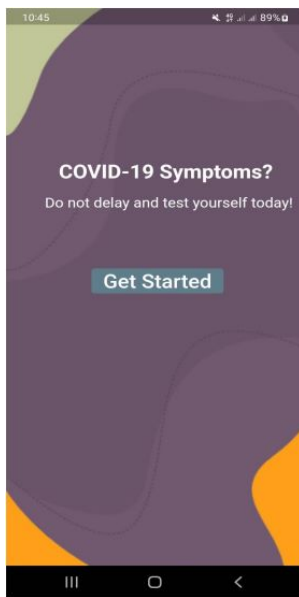 10:45
89%
COVID-19 Symptoms?
Do not delay and test yourself today!
Get Started